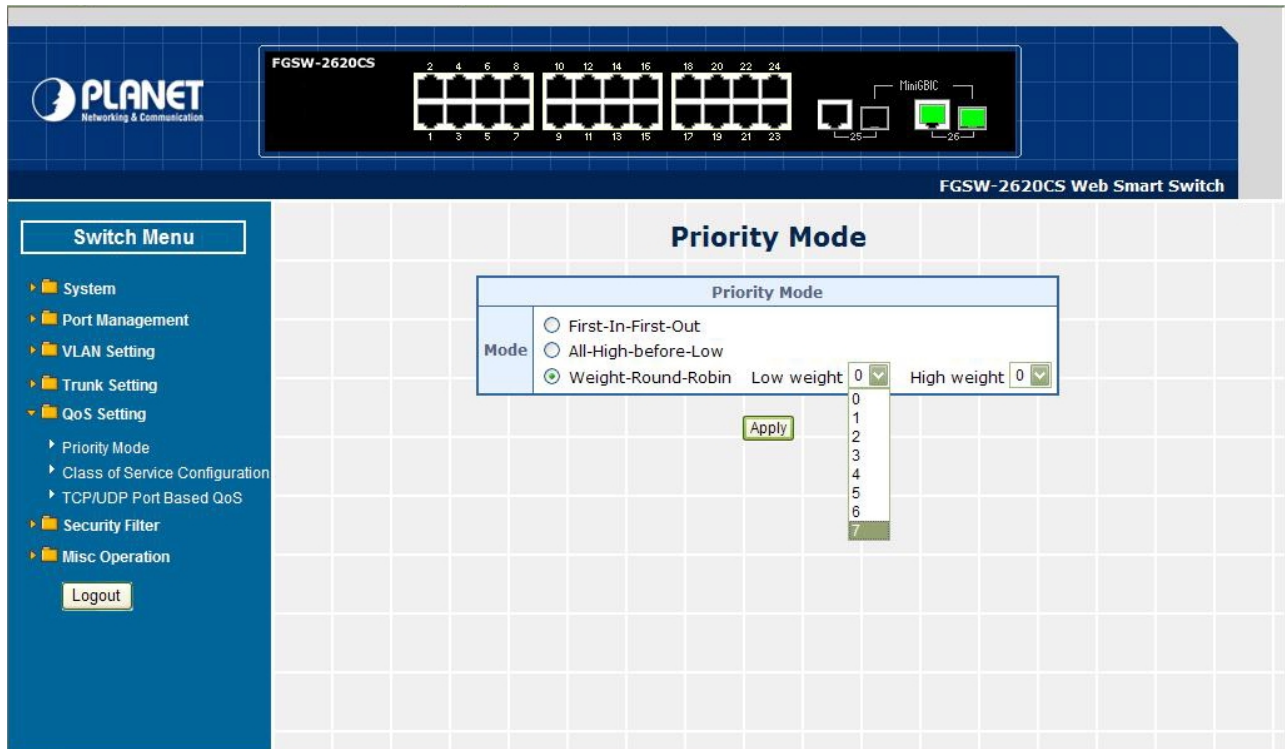 PLANET
Networking & Communication
FGSW-2620CS
2 4 6 8 10 12 14 16 18 20 22 24
MiniGBIC
1 3 5 7 9 11 13 15 17 19 21 23
25 26
FGSW-2620CS Web Smart Switch
Switch Menu
System
Port Management
VLAN Setting
Trunk Setting
QoS Setting
Priority Mode
Class of Service Configuration
TCP/UDP Port Based QoS
Security Filter
Misc Operation
Logout
Priority Mode
Priority Mode
Mode
First-In-First-Out
All-High-before-Low
Weight-Round-Robin Low weight 0 High weight 0
0
1
2
3
4
5
6
7
Apply